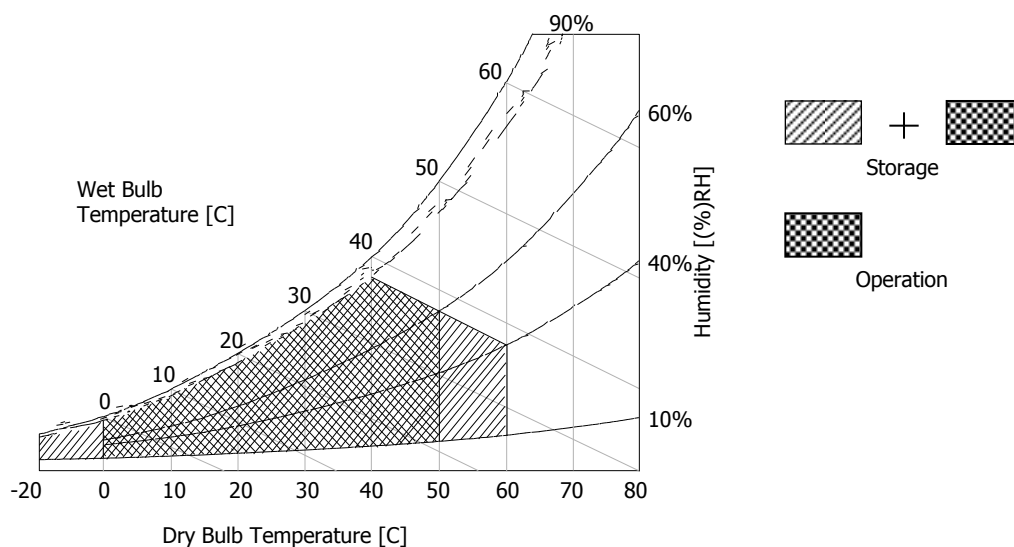 90%
60
60%
50
Wet Bulb
Temperature [C]
Storage
40
Humidity [(%)RH]
40%
30
Operation
20
10
0
10%
-20 0 10 20 30 40 50 60 70 80
Dry Bulb Temperature [C]